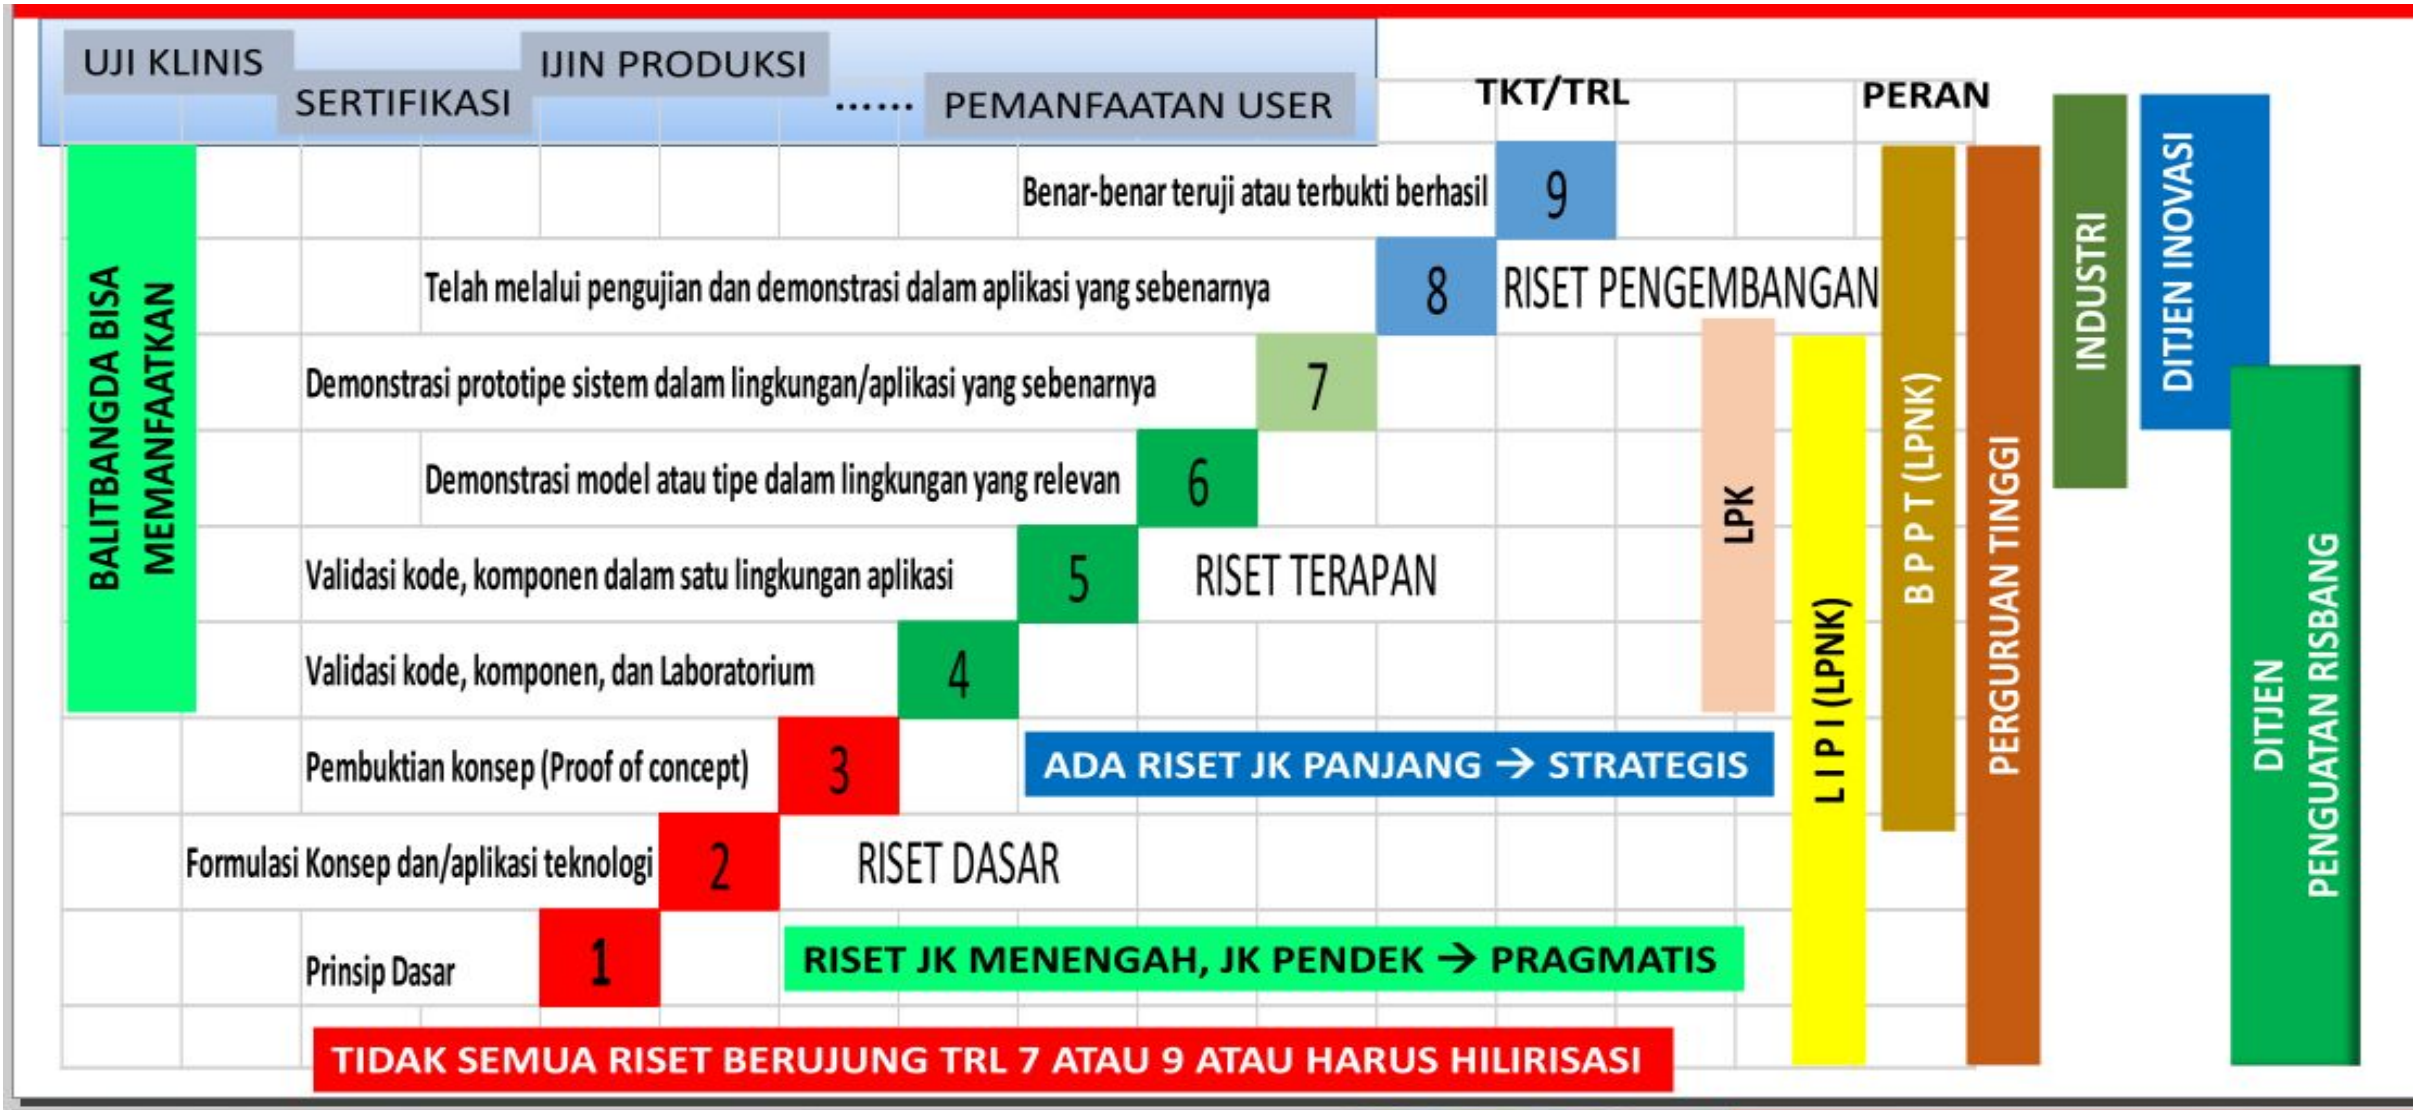 UJI KLINIS
SERTIFIKASI
IJIN PRODUKSI
...... PEMANFAATAN USER
TKT/TRL
PERAN
Benar-benar teruji atau terbukti berhasil 9
Telah melalui pengujian dan demonstrasi dalam aplikasi yang sebenarnya 8 RISET PENGEMBANGAN
Demonstrasi prototipe sistem dalam lingkungan/aplikasi yang sebenarnya 7
Demonstrasi model atau tipe dalam lingkungan yang relevan 6
Validasi kode, komponen dalam satu lingkungan aplikasi 5 RISET TERAPAN
Validasi kode, komponen, dan Laboratorium 4
Pembuktian konsep (Proof of concept) 3 ADA RISET JK PANJANG → STRATEGIS
Formulasi Konsep dan/aplikasi teknologi 2 RISET DASAR
Prinsip Dasar 1 RISET JK MENENGAH, JK PENDEK → PRAGMATIS
TIDAK SEMUA RISET BERUJUNG TRL 7 ATAU 9 ATAU HARUS HILIRISASI
BALITBANGDA BISA
MEMANFAATKAN
LPK
L I P I (LPNK)
B P P T (LPNK)
PERGURUAN TINGGI
INDUSTRI
DITJEN INOVASI
DITJEN
PENGUATAN RISBANG